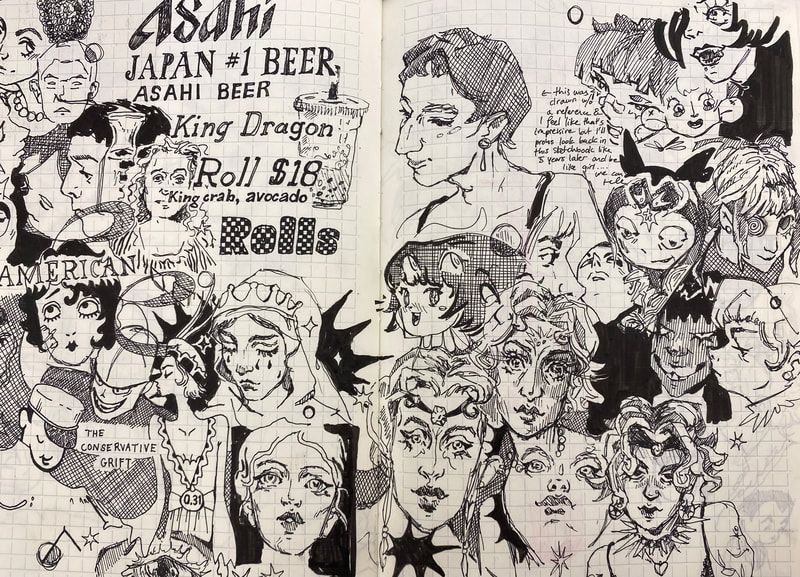 Asahi
JAPAN #1 BEER
ASAHI BEER
King Dragon
Roll $18
"King crab, avocado"
Rolls
AMERICAN
THE
CONSERVATIVE
GRIFT
0.31
← this was
drawn w/o
a reference &
I feel like that's
impressive but I'll
probs look back in
this sketchbook like
5 years later and be
like girl.. we can
tell